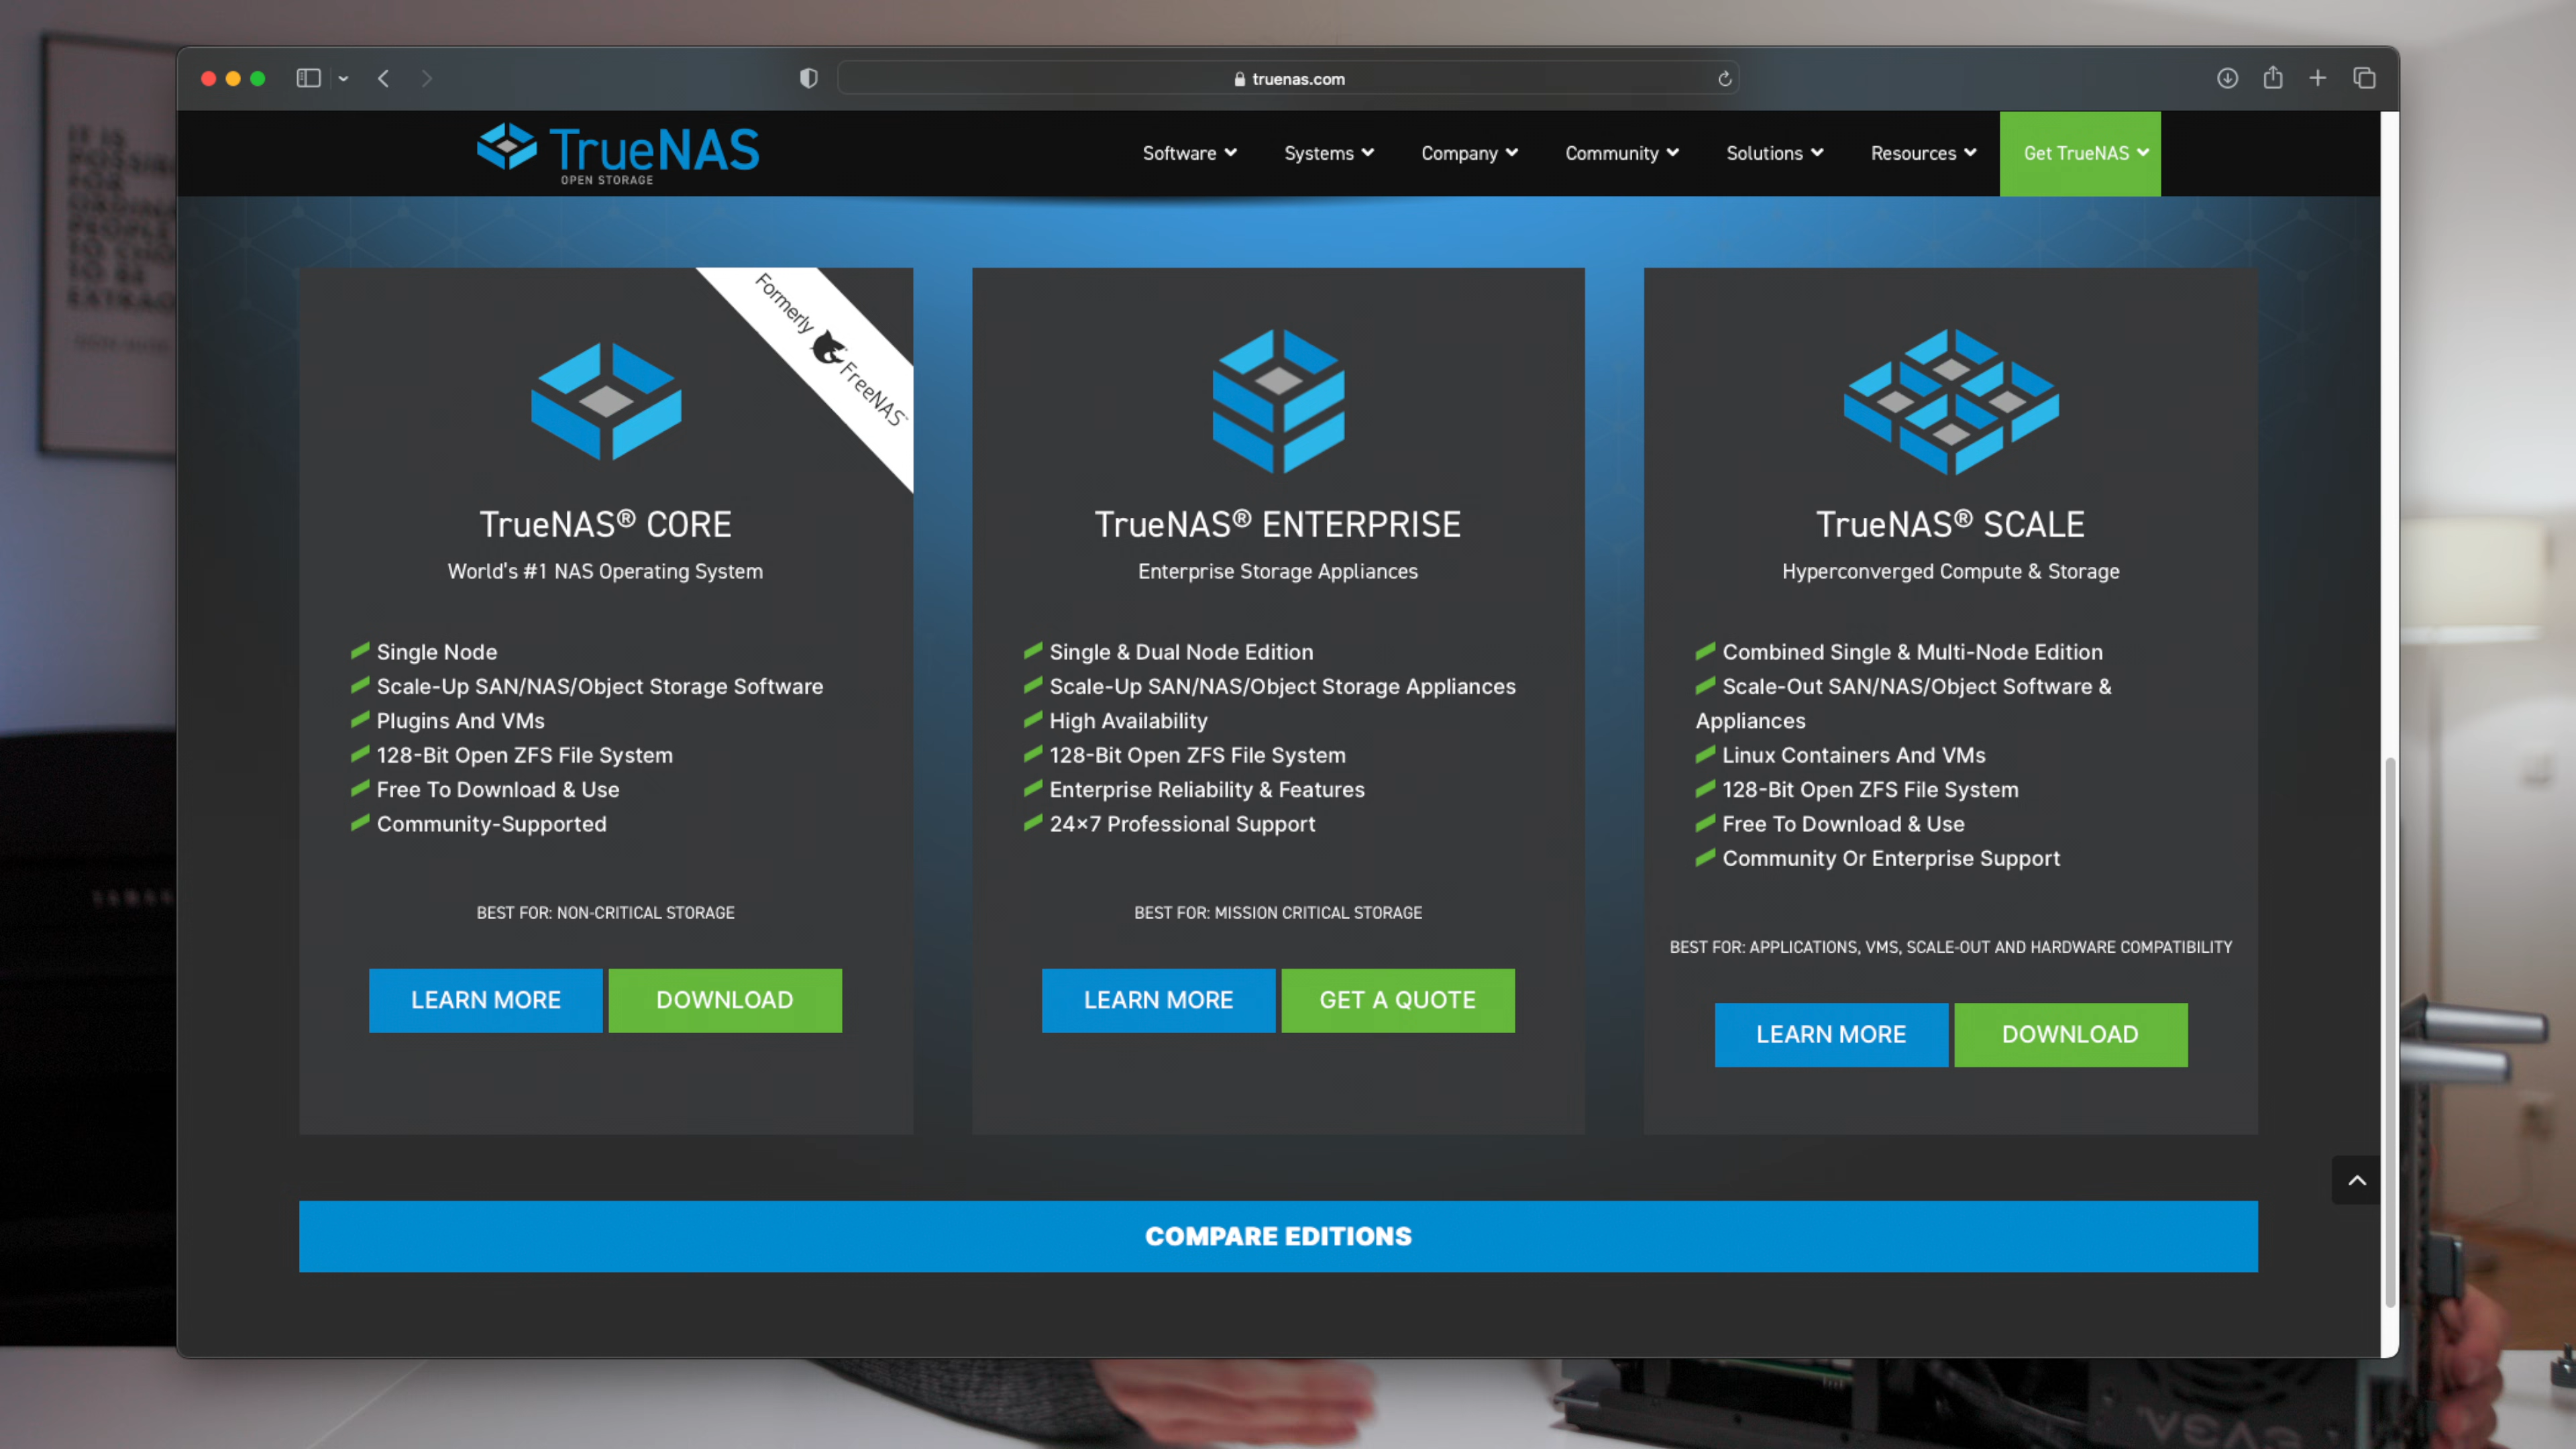 IT IS
FOR
PEOPLE
TO BE
truenas.com
TrueNAS
OPEN STORAGE
Software
Systems
Company
Community
Solutions
Resources
Get TrueNAS
Formerly FreeNAS
TrueNAS® CORE
World's #1 NAS Operating System
Single Node
Scale-Up SAN/NAS/Object Storage Software
Plugins And VMs
128-Bit Open ZFS File System
Free To Download & Use
Community-Supported
BEST FOR: NON-CRITICAL STORAGE
LEARN MORE
DOWNLOAD
TrueNAS® ENTERPRISE
Enterprise Storage Appliances
Single & Dual Node Edition
Scale-Up SAN/NAS/Object Storage Appliances
High Availability
128-Bit Open ZFS File System
Enterprise Reliability & Features
24×7 Professional Support
BEST FOR: MISSION CRITICAL STORAGE
LEARN MORE
GET A QUOTE
TrueNAS® SCALE
Hyperconverged Compute & Storage
Combined Single & Multi-Node Edition
Scale-Out SAN/NAS/Object Software &
Appliances
Linux Containers And VMs
128-Bit Open ZFS File System
Free To Download & Use
Community Or Enterprise Support
BEST FOR: APPLICATIONS, VMS, SCALE-OUT AND HARDWARE COMPATIBILITY
LEARN MORE
DOWNLOAD
COMPARE EDITIONS
EVGA